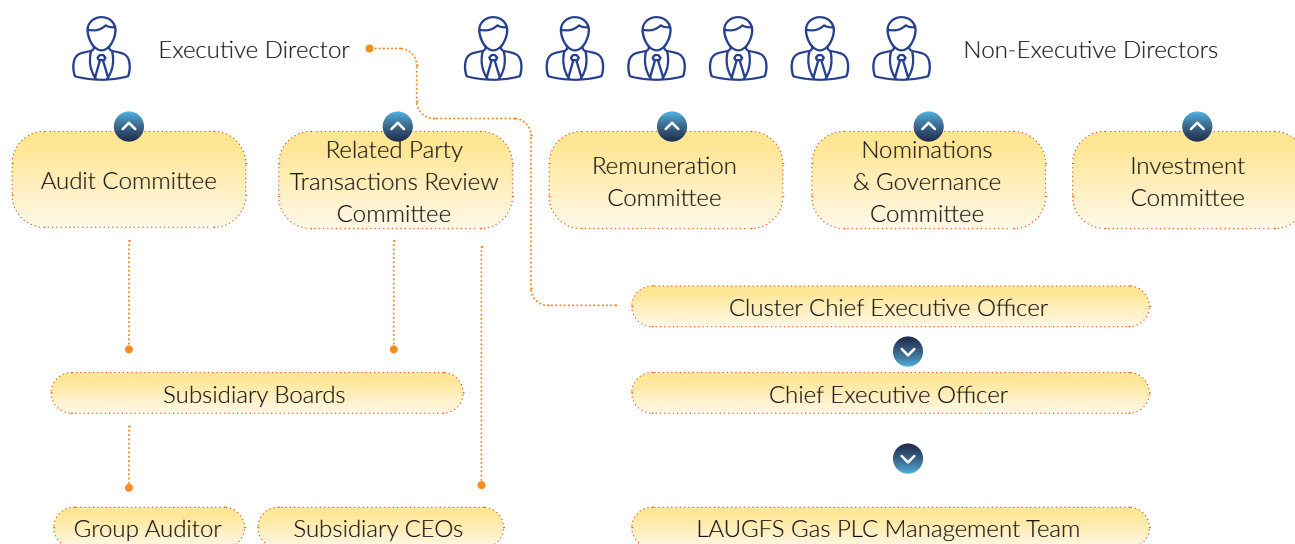 Executive Director
Non-Executive Directors
Audit Committee
Related Party
Transactions Review
Committee
Remuneration
Committee
Nominations
& Governance
Committee
Investment
Committee
Cluster Chief Executive Officer
Subsidiary Boards
Chief Executive Officer
Group Auditor
Subsidiary CEOs
LAUGFS Gas PLC Management Team